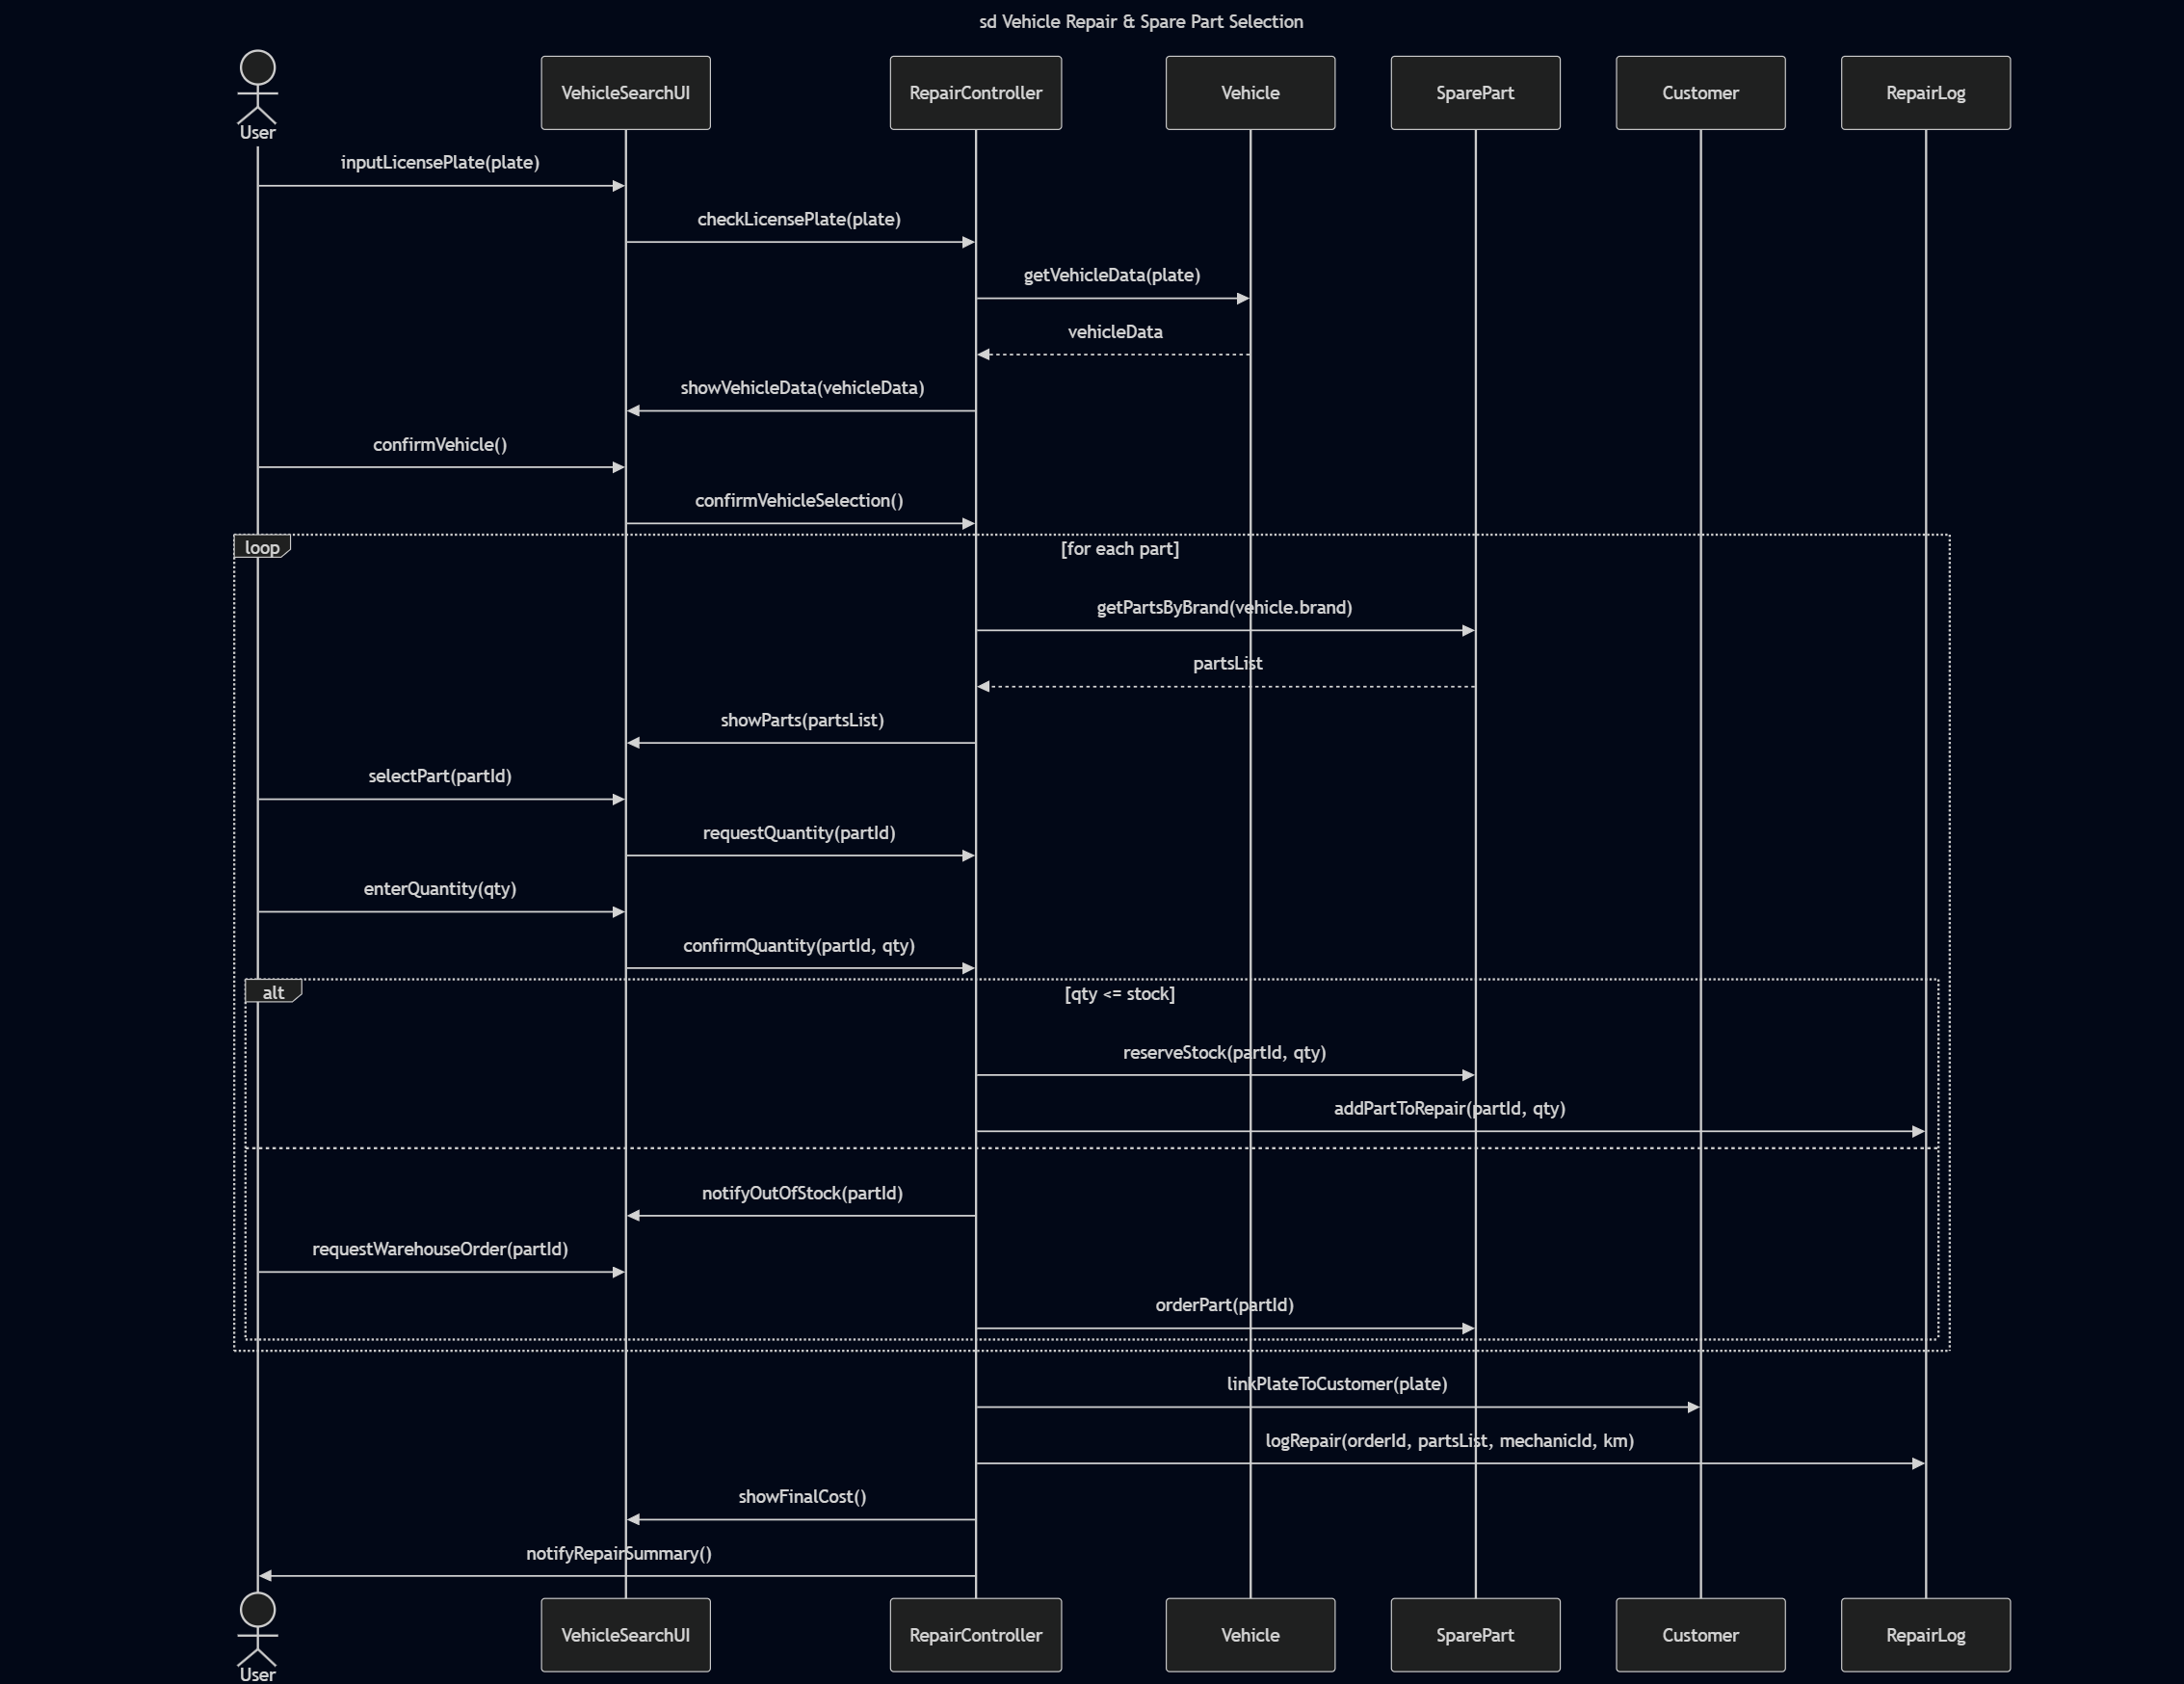 sd Vehicle Repair & Spare Part Selection
User
VehicleSearchUI
RepairController
Vehicle
SparePart
Customer
RepairLog
inputLicensePlate(plate)
checkLicensePlate(plate)
getVehicleData(plate)
vehicleData
showVehicleData(vehicleData)
confirmVehicle()
confirmVehicleSelection()
loop
[for each part]
getPartsByBrand(vehicle.brand)
partsList
showParts(partsList)
selectPart(partId)
requestQuantity(partId)
enterQuantity(qty)
confirmQuantity(partId, qty)
alt
[qty <= stock]
reserveStock(partId, qty)
addPartToRepair(partId, qty)
notifyOutOfStock(partId)
requestWarehouseOrder(partId)
orderPart(partId)
linkPlateToCustomer(plate)
logRepair(orderId, partsList, mechanicId, km)
showFinalCost()
notifyRepairSummary()
User
VehicleSearchUI
RepairController
Vehicle
SparePart
Customer
RepairLog